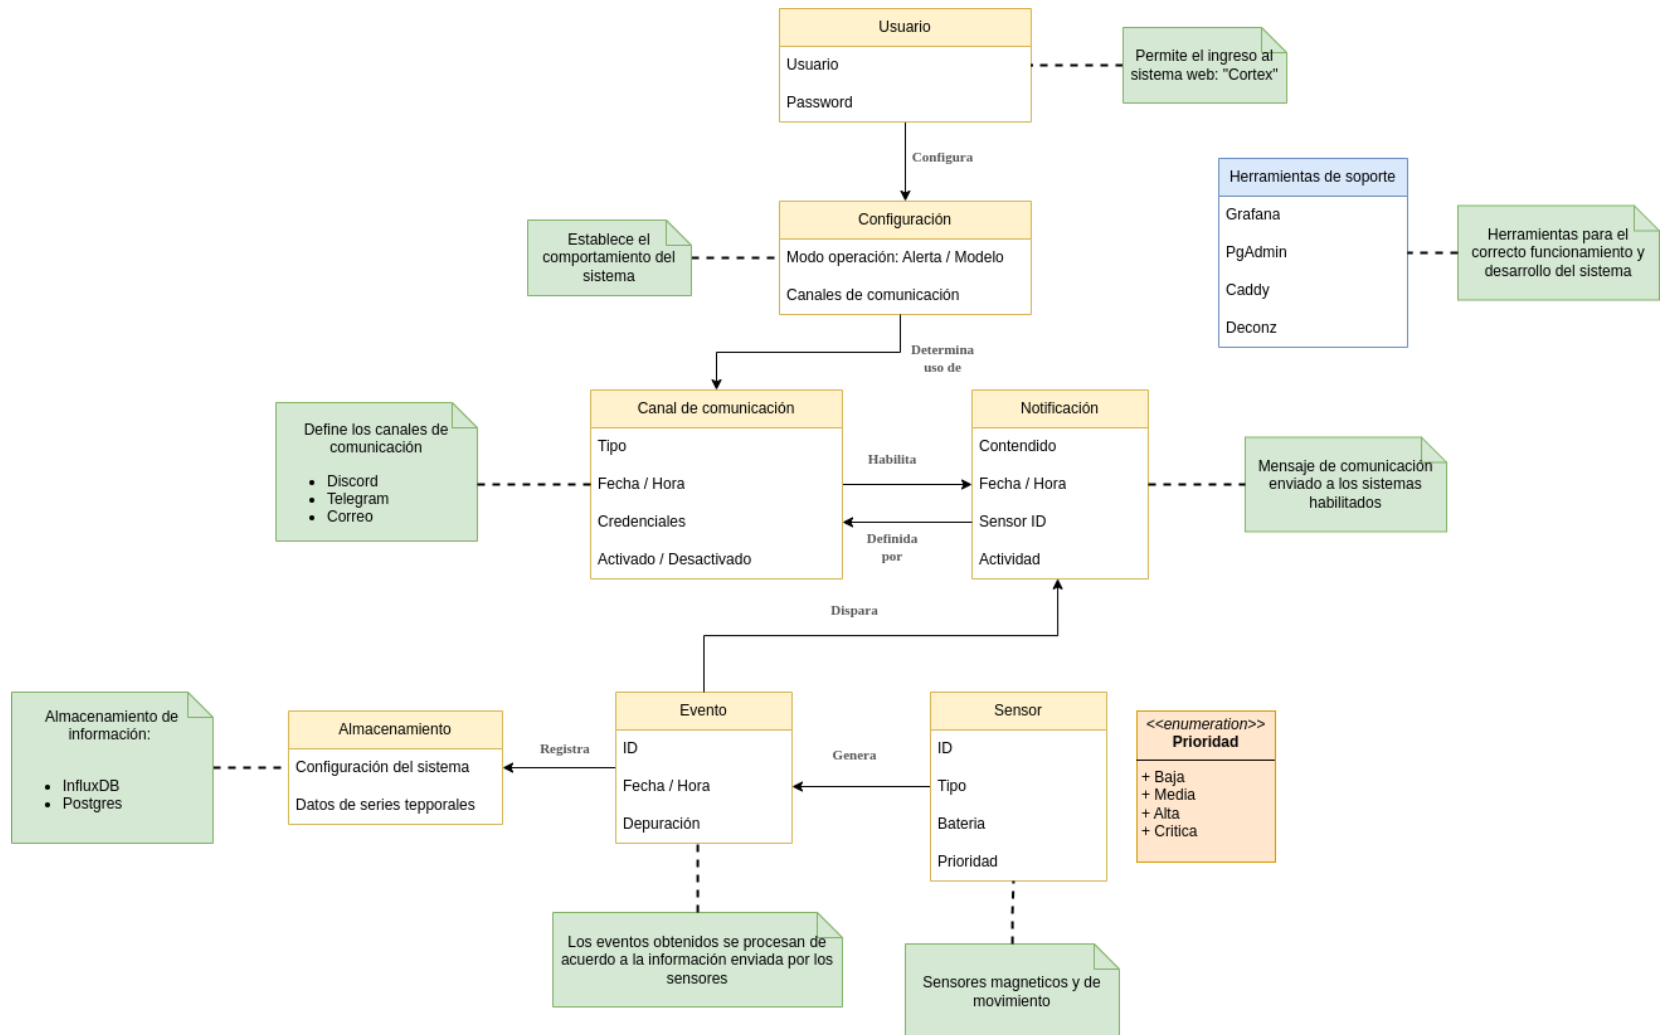 Usuario
Usuario
Password
Permite el ingreso al
sistema web: "Cortex"
Configura
Herramientas de soporte
Grafana
PgAdmin
Caddy
Deconz
Herramientas para el
correcto funcionamiento y
desarrollo del sistema
Configuración
Modo operación: Alerta / Modelo
Canales de comunicación
Establece el
comportamiento del
sistema
Determina
uso de
Canal de comunicación
Tipo
Fecha / Hora
Credenciales
Activado / Desactivado
Define los canales de
comunicación
• Discord
• Telegram
• Correo
Habilita
Definida
por
Notificación
Contendido
Fecha / Hora
Sensor ID
Actividad
Mensaje de comunicación
enviado a los sistemas
habilitados
Dispara
Almacenamiento de
información:
• InfluxDB
• Postgres
Almacenamiento
Configuración del sistema
Datos de series tepporales
Registra
Evento
ID
Fecha / Hora
Depuración
Genera
Sensor
ID
Tipo
Bateria
Prioridad
<<enumeration>>
Prioridad
+ Baja
+ Media
+ Alta
+ Critica
Los eventos obtenidos se procesan de
acuerdo a la información enviada por los
sensores
Sensores magneticos y de
movimiento